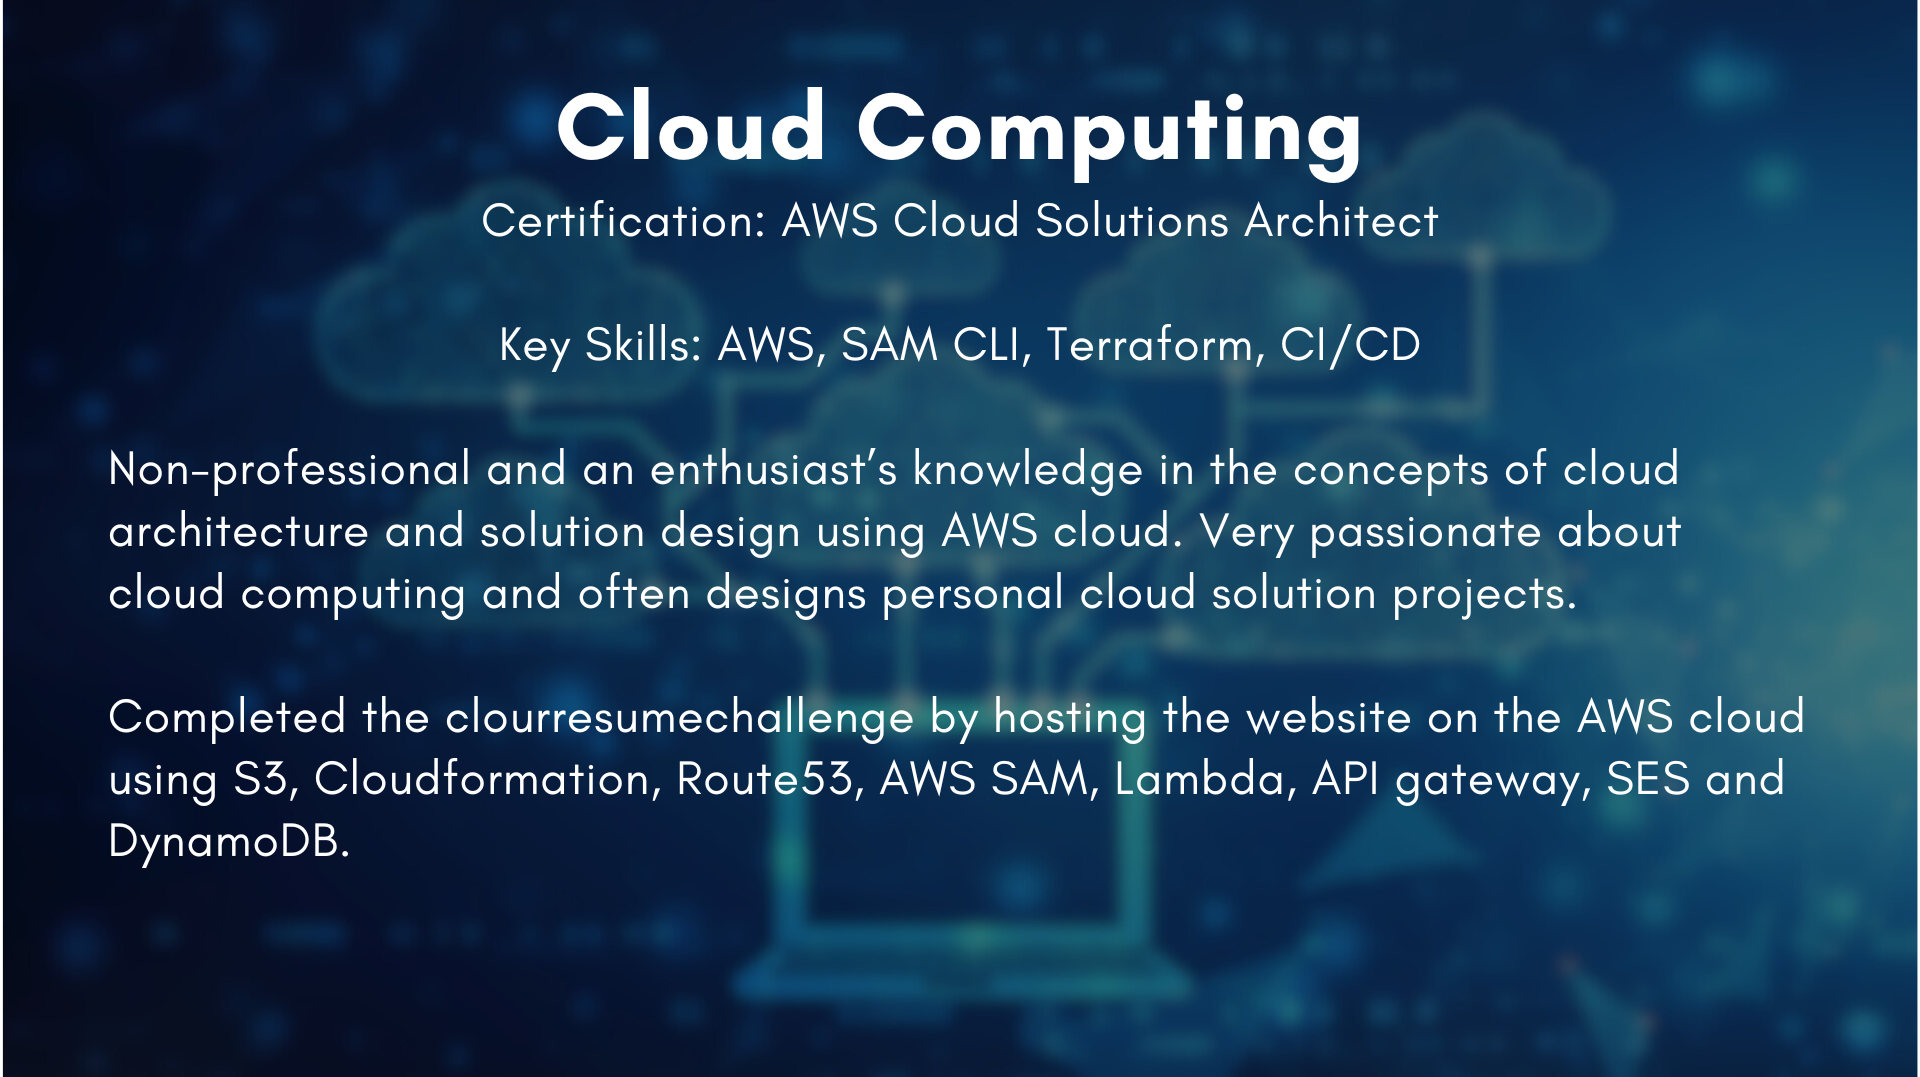 Cloud Computing
Certification: AWS Cloud Solutions Architect
Key Skills: AWS, SAM CLI, Terraform, CI/CD
Non-professional and an enthusiast’s knowledge in the concepts of cloud
architecture and solution design using AWS cloud. Very passionate about
cloud computing and often designs personal cloud solution projects.
Completed the clourresumechallenge by hosting the website on the AWS cloud
using S3, Cloudformation, Route53, AWS SAM, Lambda, API gateway, SES and
DynamoDB.